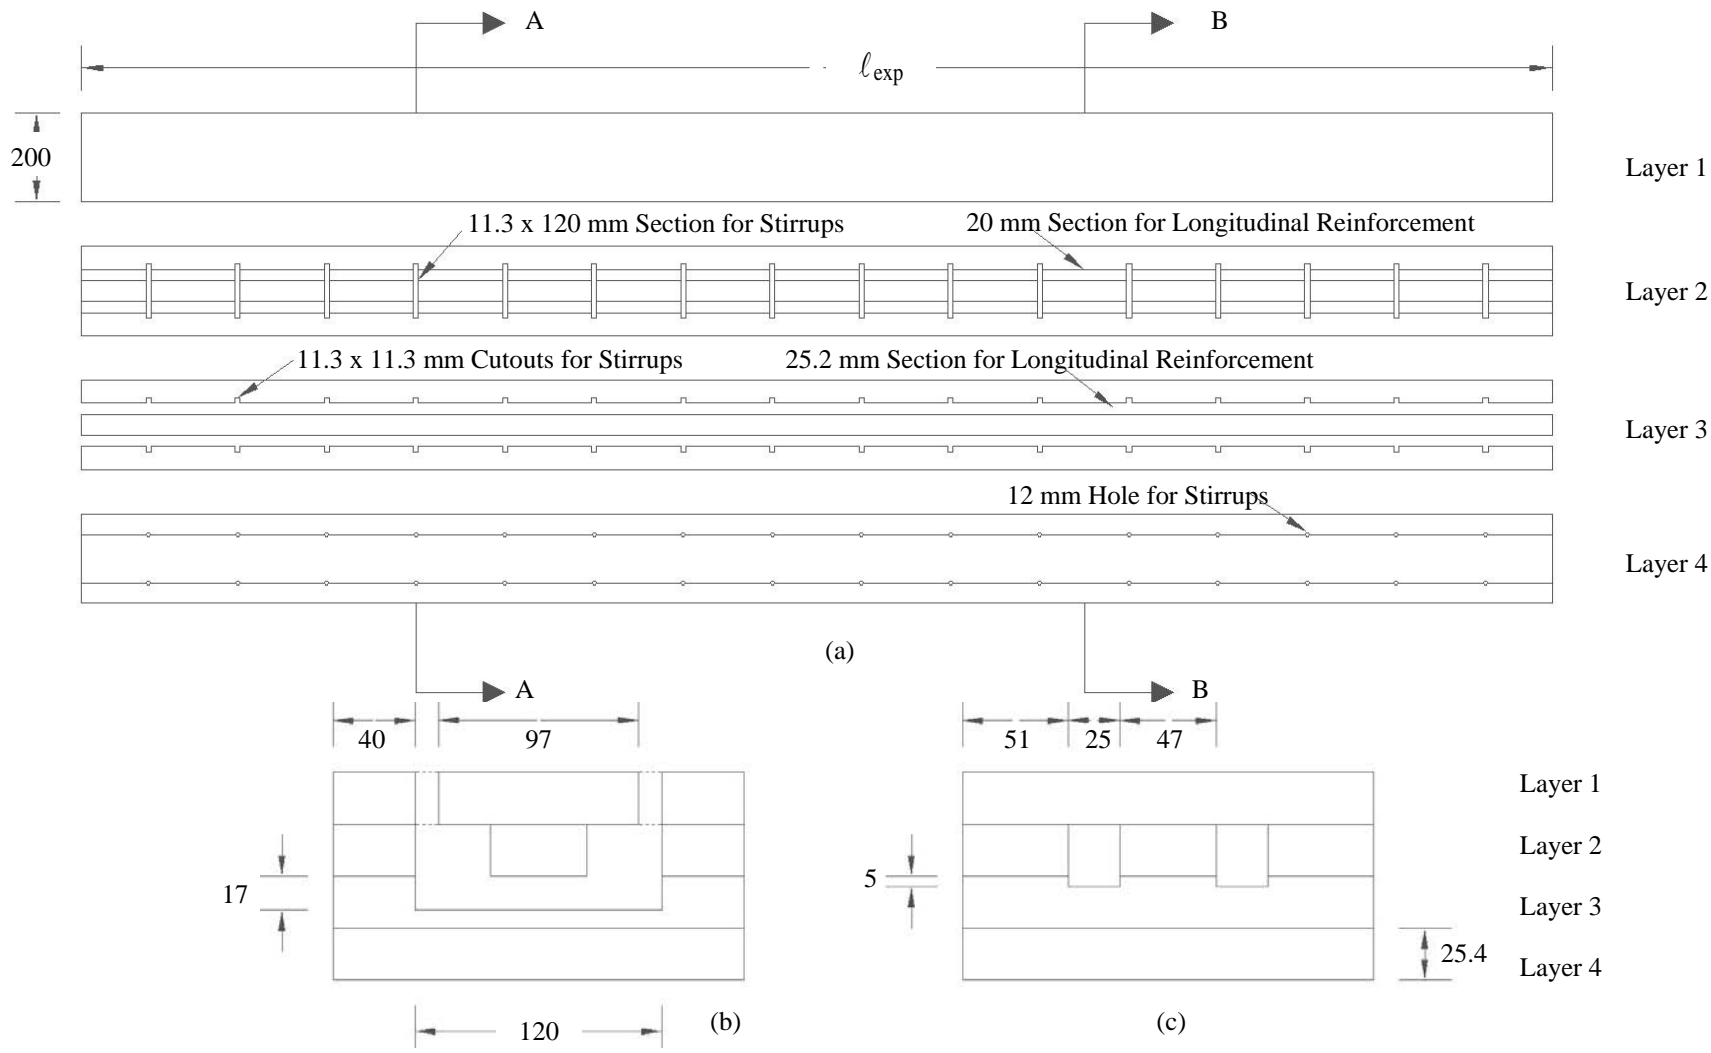 A
B
ℓexp
200
Layer 1
11.3 x 120 mm Section for Stirrups
20 mm Section for Longitudinal Reinforcement
Layer 2
11.3 x 11.3 mm Cutouts for Stirrups
25.2 mm Section for Longitudinal Reinforcement
Layer 3
12 mm Hole for Stirrups
Layer 4
(a)
A
B
40
97
51
25
47
Layer 1
Layer 2
17
5
Layer 3
25.4
Layer 4
120
(b)
(c)